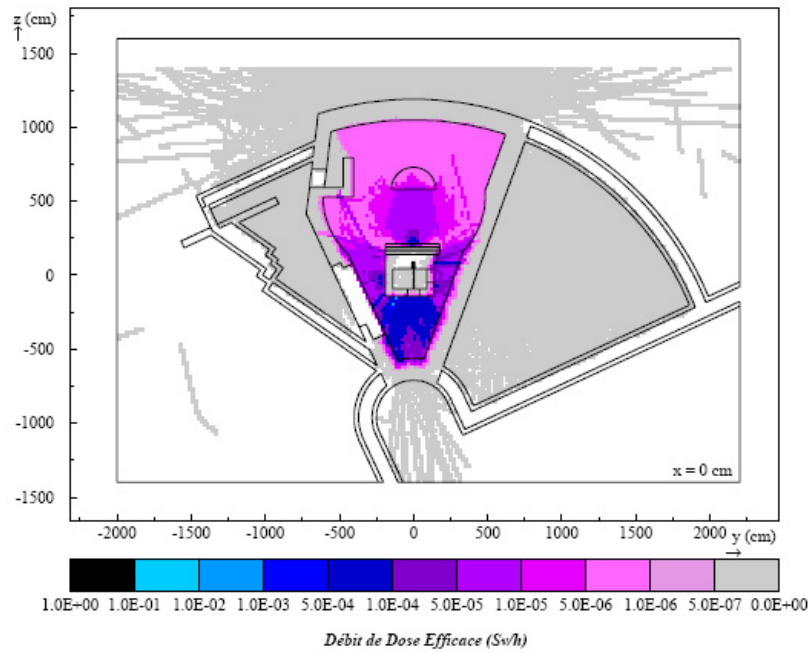 z (cm)
↑
1500
1000
500
0
-500
-1000
-1500
x = 0 cm
-2000 -1500 -1000 -500 0 500 1000 1500 2000 y (cm)
→
1.0E+00 1.0E-01 1.0E-02 1.0E-03 5.0E-04 1.0E-04 5.0E-05 1.0E-05 5.0E-06 1.0E-06 5.0E-07 0.0E+00
Débit de Dose Efficace (Sv/h)